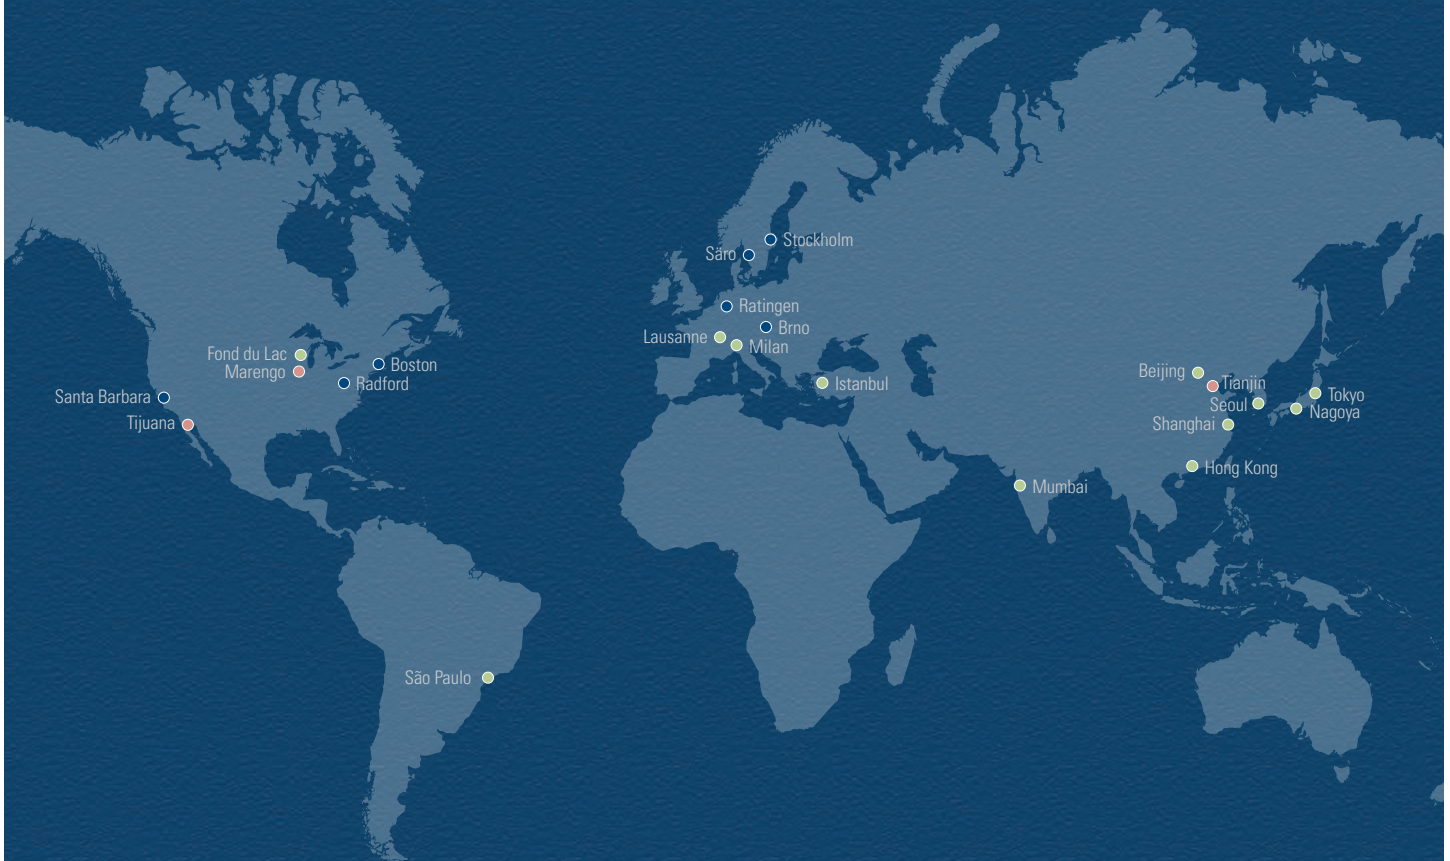 Stockholm
Säro
Ratingen
Brno
Lausanne
Milan
Fond du Lac
Marengo
Boston
Radford
Santa Barbara
Tijuana
Istanbul
Beijing
Tianjin
Seoul
Tokyo
Nagoya
Shanghai
Hong Kong
Mumbai
São Paulo